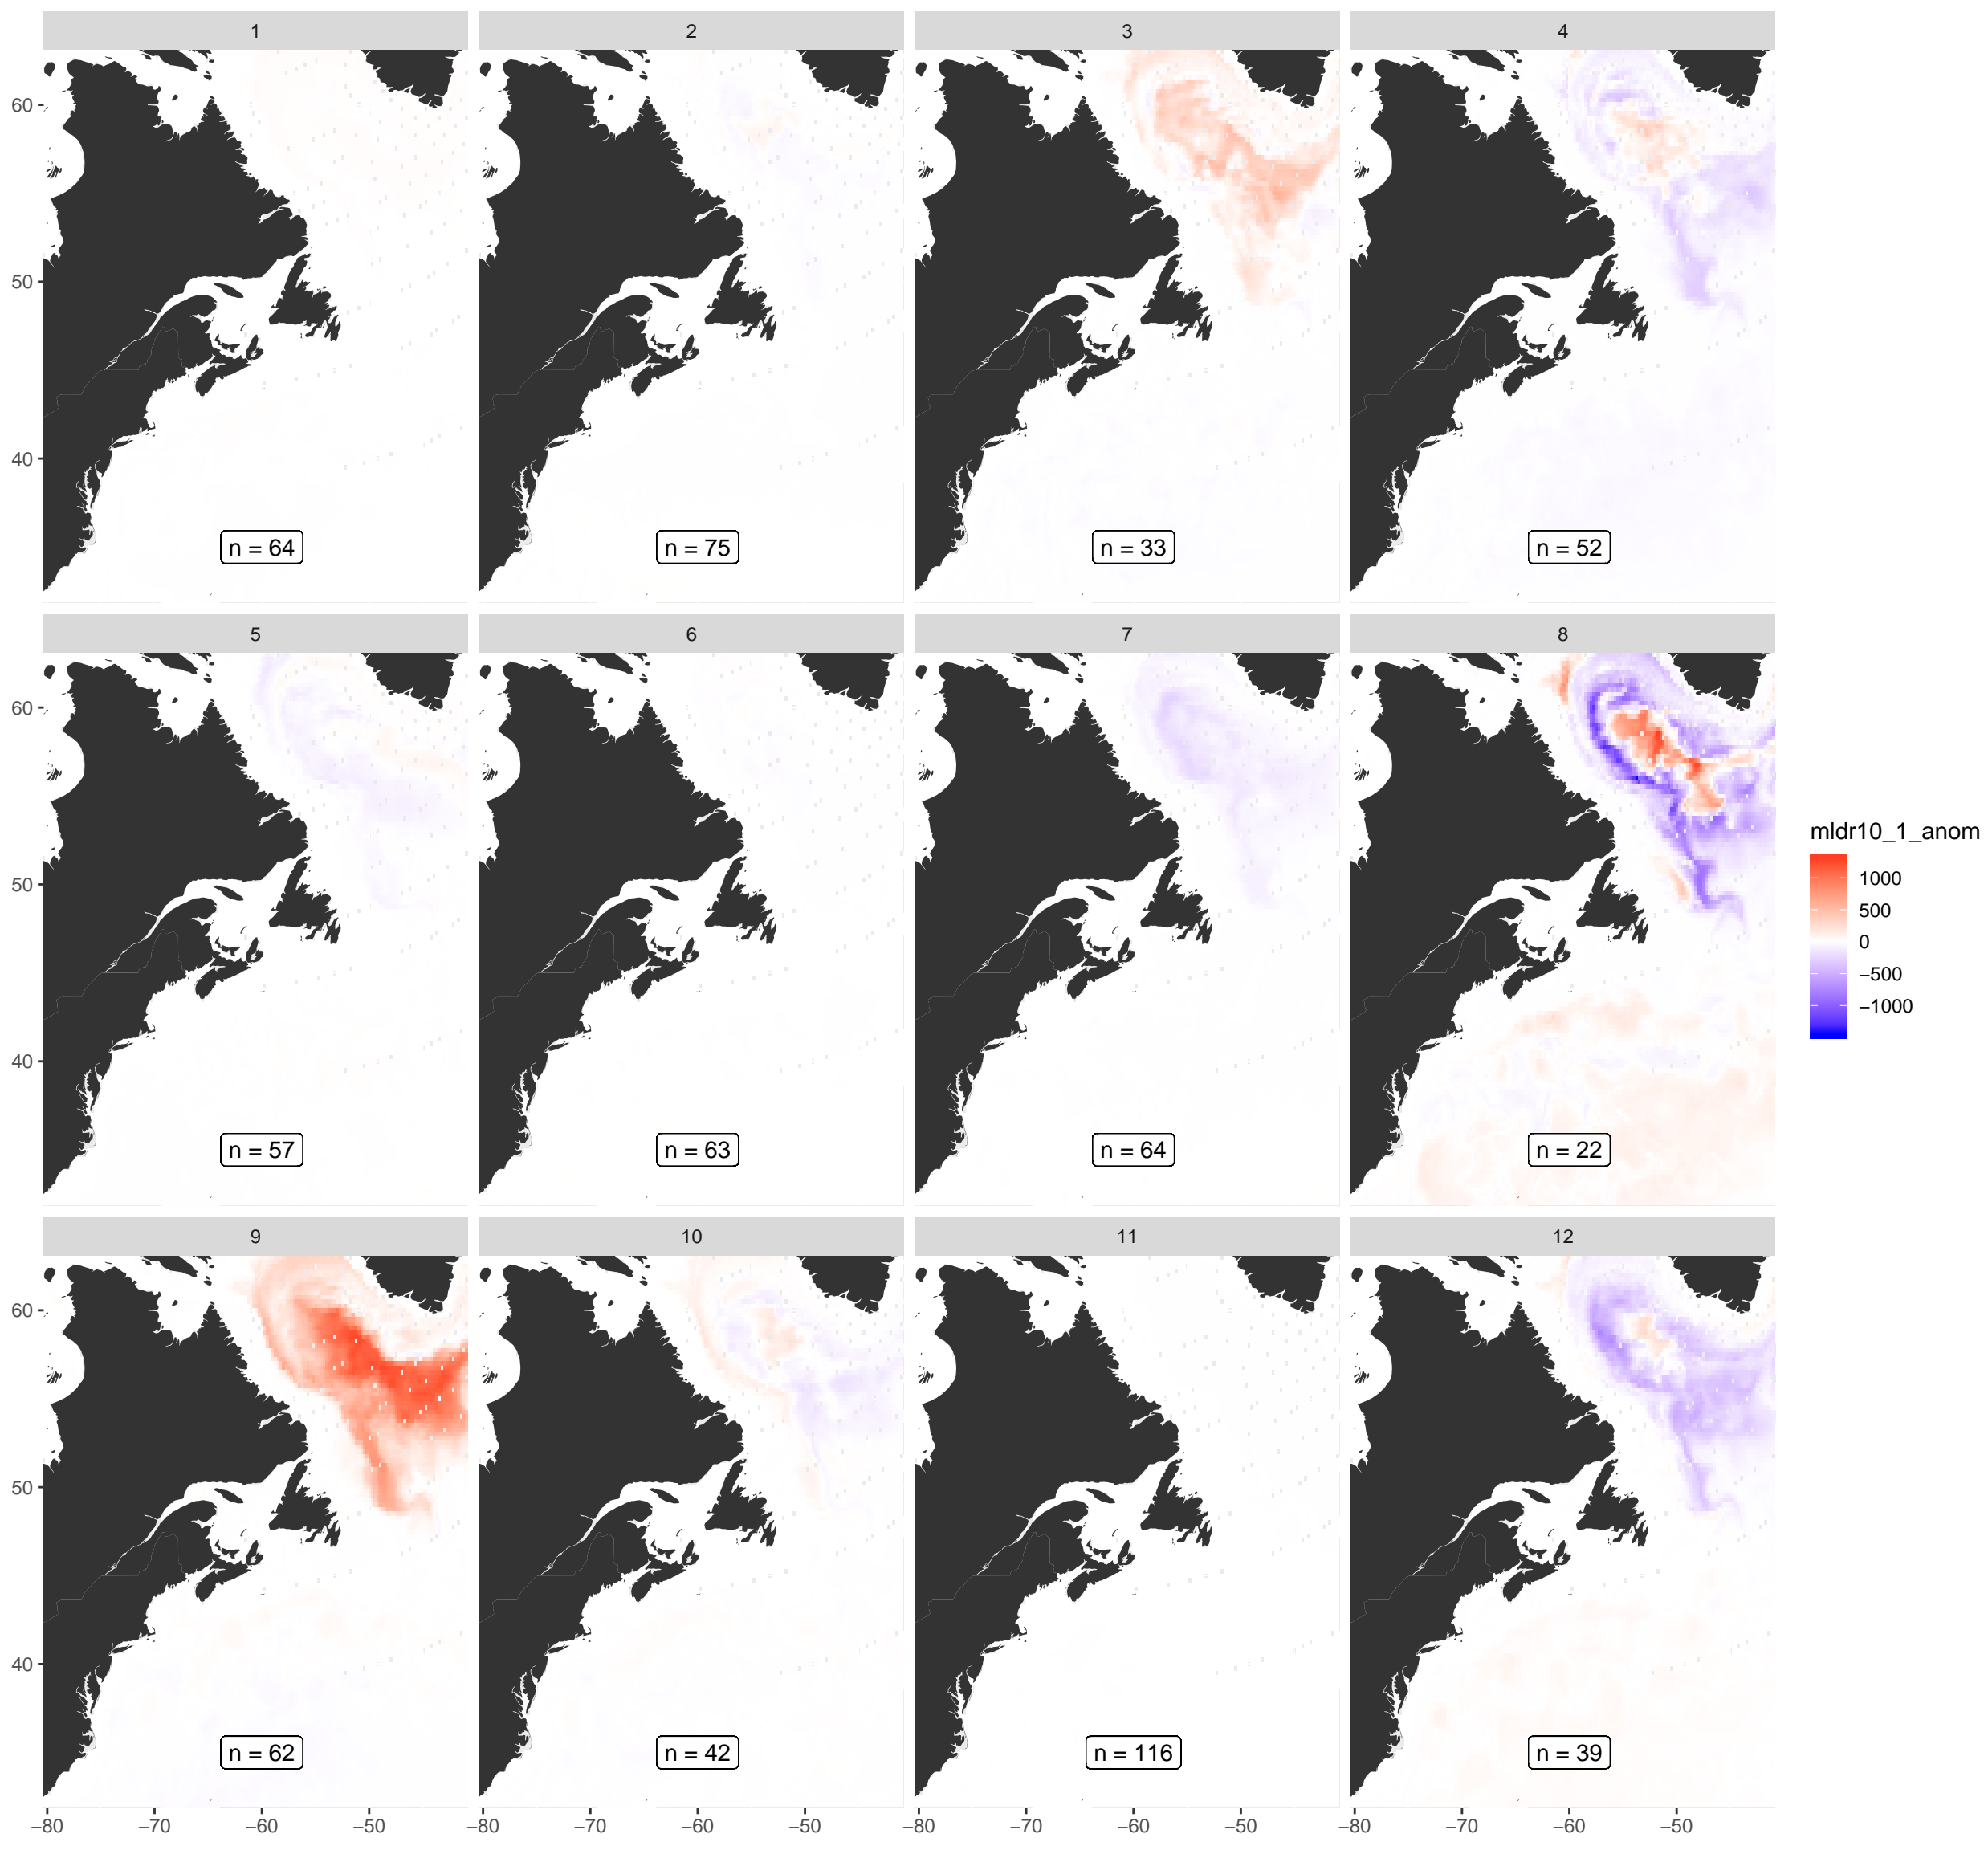 1 2 3 4
60
50
40
n = 64 n = 75 n = 33 n = 52
5 6 7 8
60
50
40
n = 57 n = 63 n = 64 n = 22
mldr10_1_anom
1000
500
0
−500
−1000
9 10 11 12
60
50
40
n = 62 n = 42 n = 116 n = 39
−80 −70 −60 −50 −80 −70 −60 −50 −80 −70 −60 −50 −80 −70 −60 −50